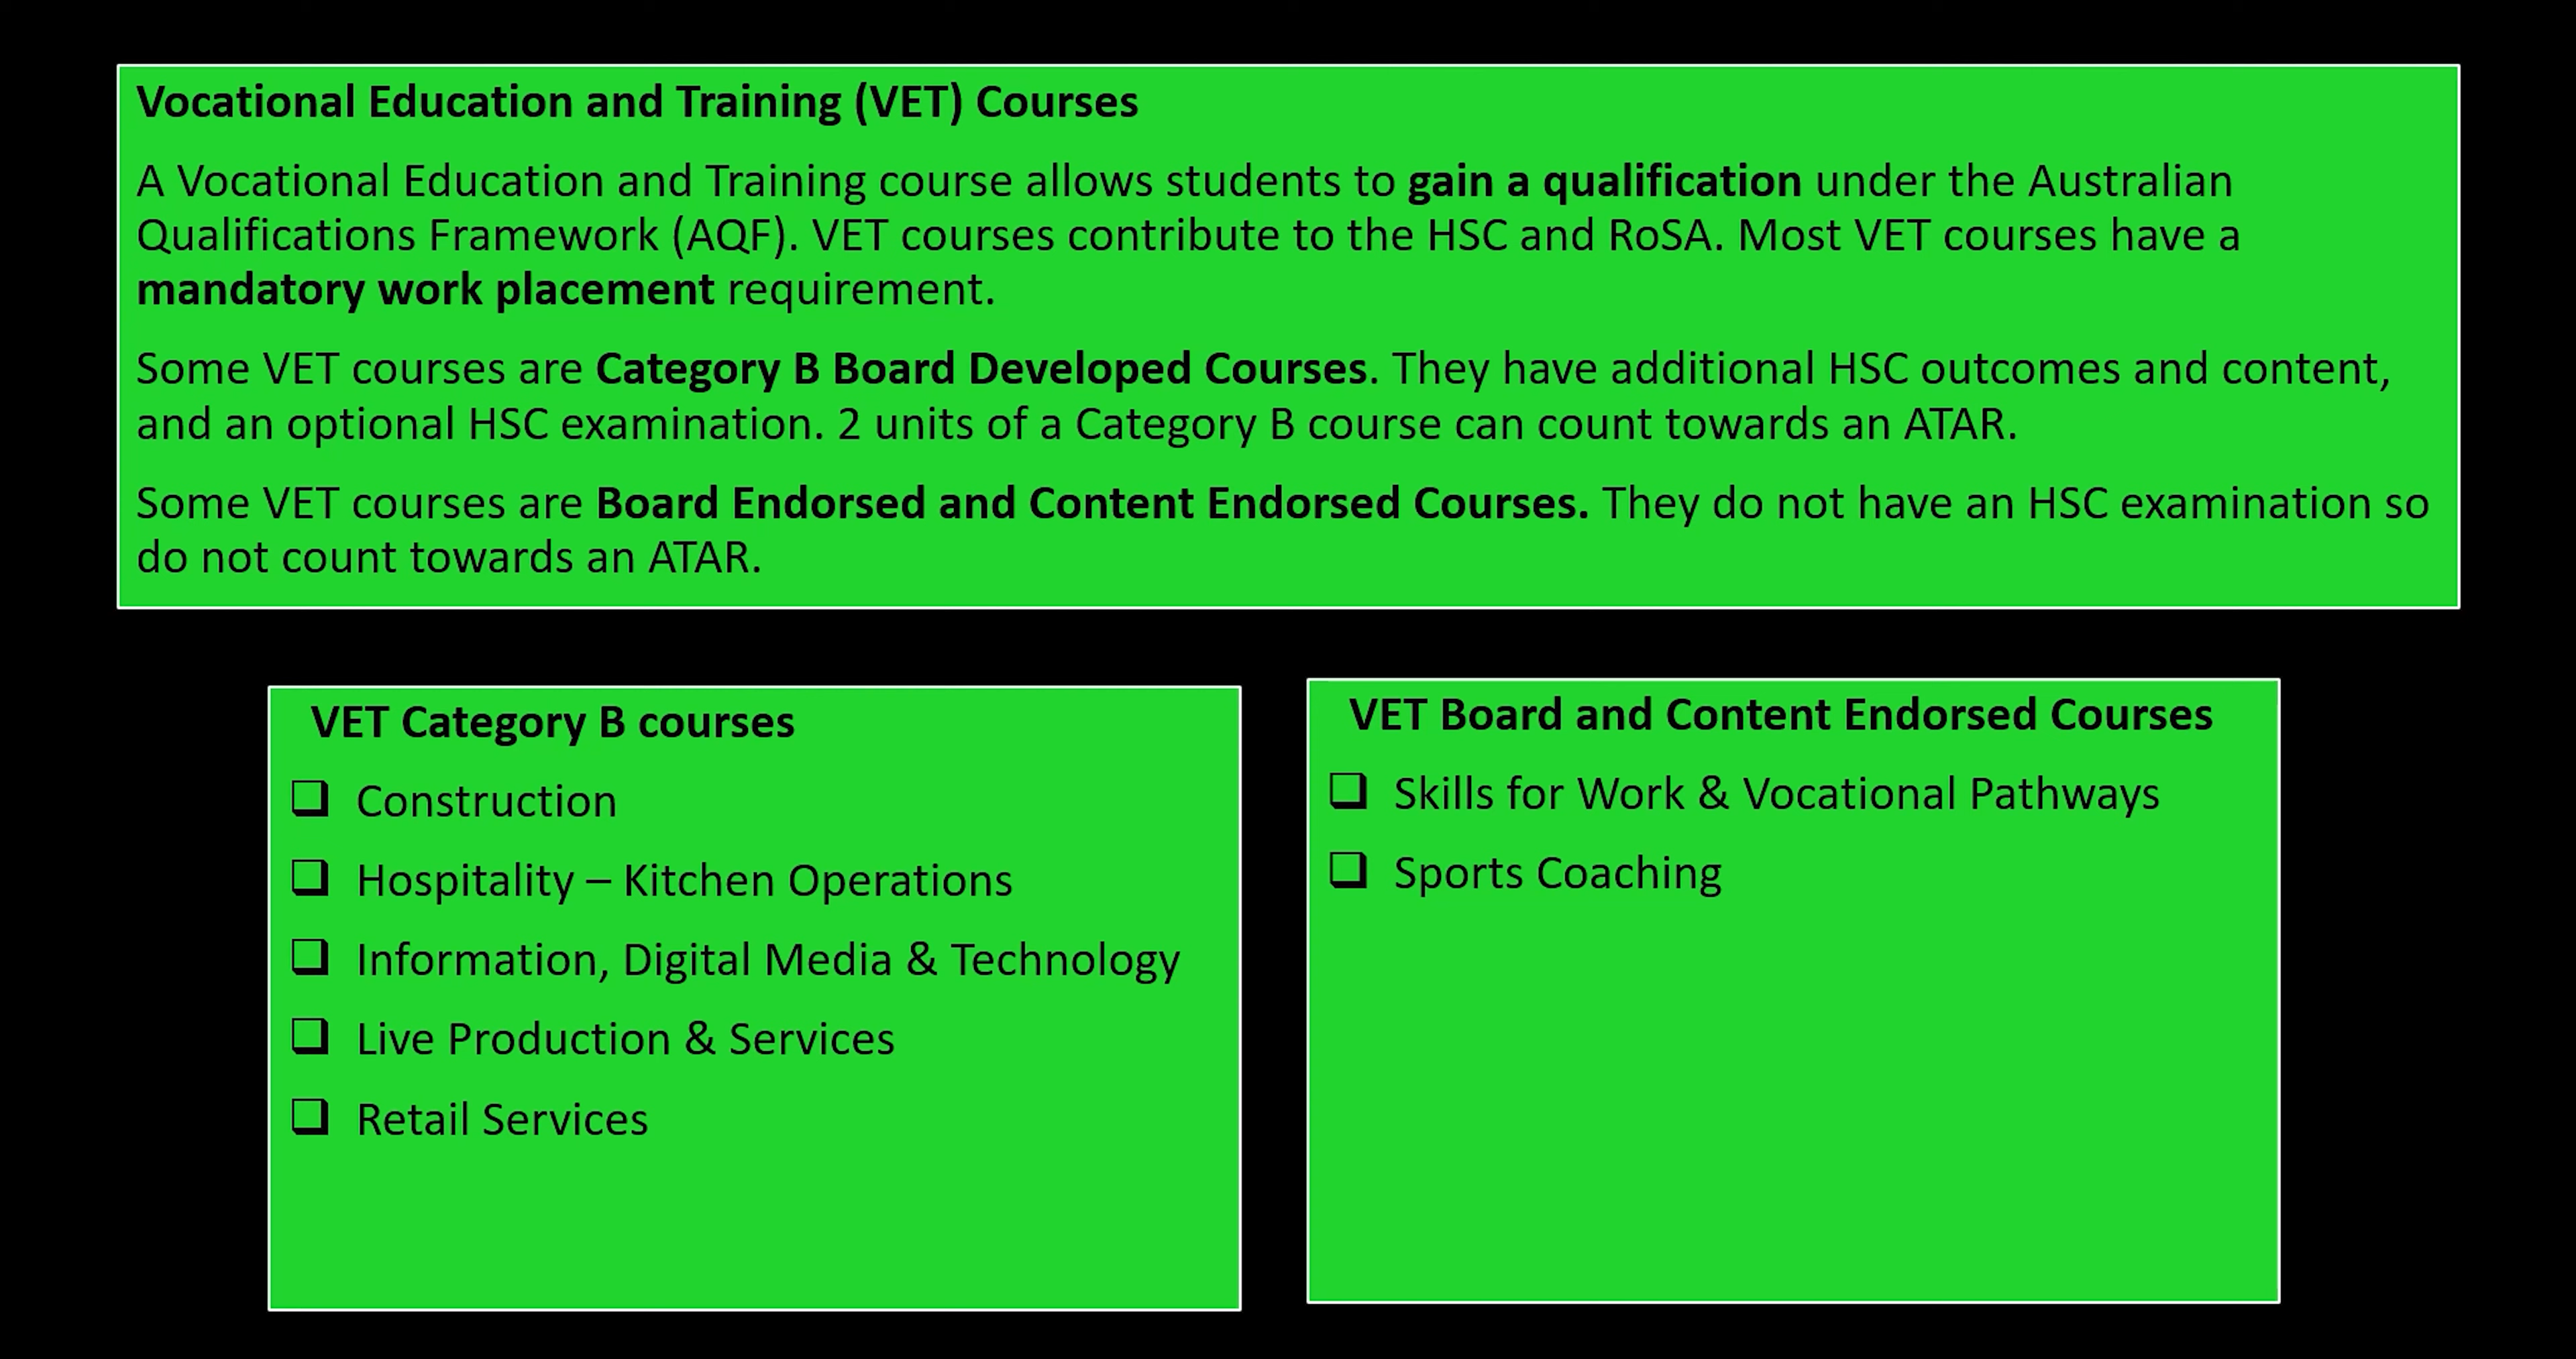 Vocational Education and Training (VET) Courses
A Vocational Education and Training course allows students to gain a qualification under the Australian
Qualifications Framework (AQF). VET courses contribute to the HSC and RoSA. Most VET courses have a
mandatory work placement requirement.
Some VET courses are Category B Board Developed Courses. They have additional HSC outcomes and content,
and an optional HSC examination. 2 units of a Category B course can count towards an ATAR.
Some VET courses are Board Endorsed and Content Endorsed Courses. They do not have an HSC examination so
do not count towards an ATAR.
VET Category B courses
❑ Construction
❑ Hospitality – Kitchen Operations
❑ Information, Digital Media & Technology
❑ Live Production & Services
❑ Retail Services
VET Board and Content Endorsed Courses
❑ Skills for Work & Vocational Pathways
❑ Sports Coaching